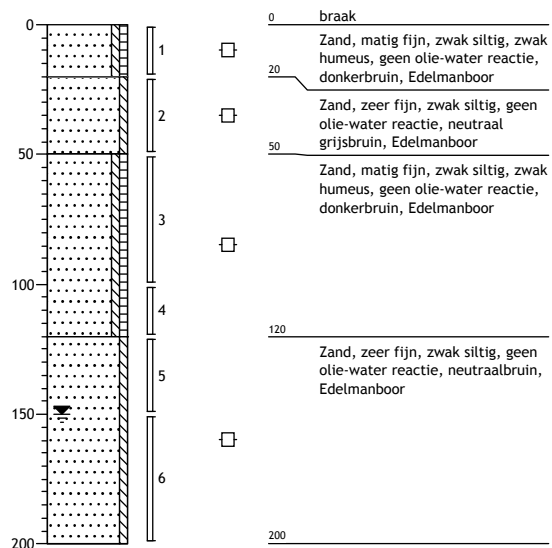 0
50
100
150
200
1
2
3
4
5
6
0
braak
Zand, matig fijn, zwak siltig, zwak
humeus, geen olie-water reactie,
donkerbruin, Edelmanboor
20
Zand, zeer fijn, zwak siltig, geen
olie-water reactie, neutraal
grijsbruin, Edelmanboor
50
Zand, matig fijn, zwak siltig, zwak
humeus, geen olie-water reactie,
donkerbruin, Edelmanboor
120
Zand, zeer fijn, zwak siltig, geen
olie-water reactie, neutraalbruin,
Edelmanboor
200